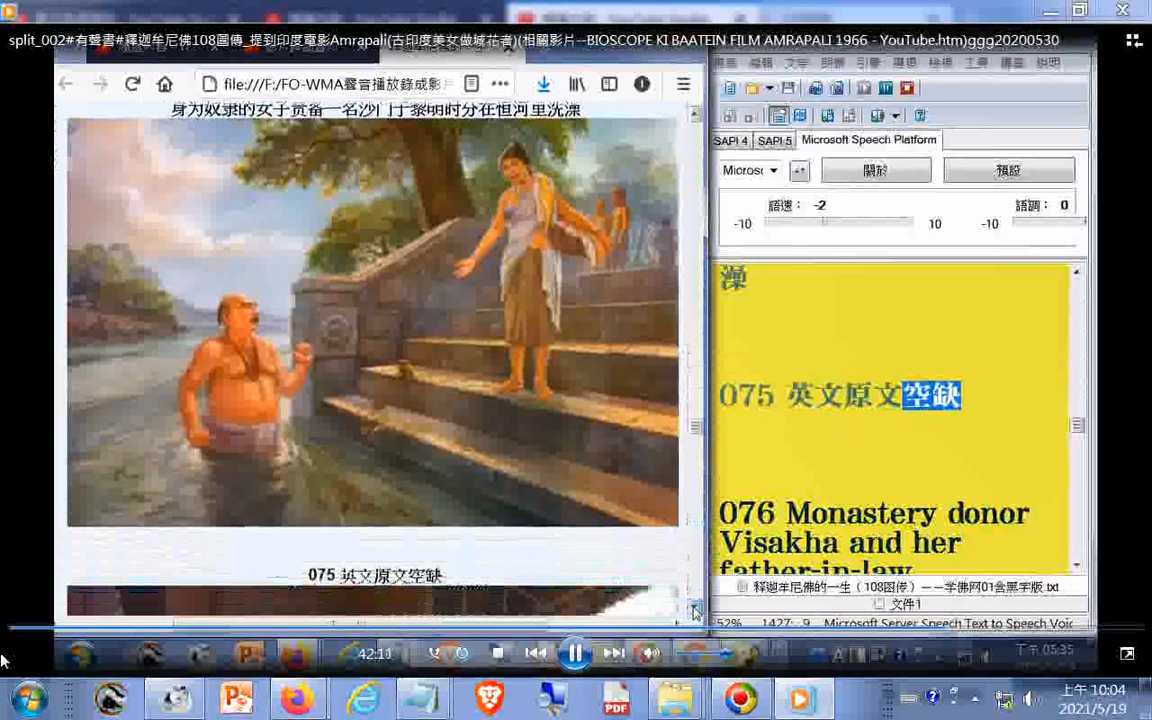 split_002#有聲書#釋迦牟尼佛108圖傳_提到印度電影Amrapali(古印度美女做城花者)(相關影片--BIOSCOPE KI BAATEIN FILM AMRAPALI 1966 - YouTube.htm)ggg20200530
file:///F:/FO-WMA聲音播放錄成影
身为奴隶的女子责备一名沙门于黎明时分在恒河里洗澡
075 英文原文空缺
SAPI 4
SAPI 5
Microsoft Speech Platform
關於
預設
語速： -2
語調： 0
-10
10
-10
澡
075 英文原文空缺
076 Monastery donor
Visakha and her
father-in-law
释迦牟尼佛的一生（108图传）——学佛网01含黑字版.txt
文件1
52%
Microsoft Server Speech Text to Speech Voic
下午 05:35
上午 10:04
2021/5/19